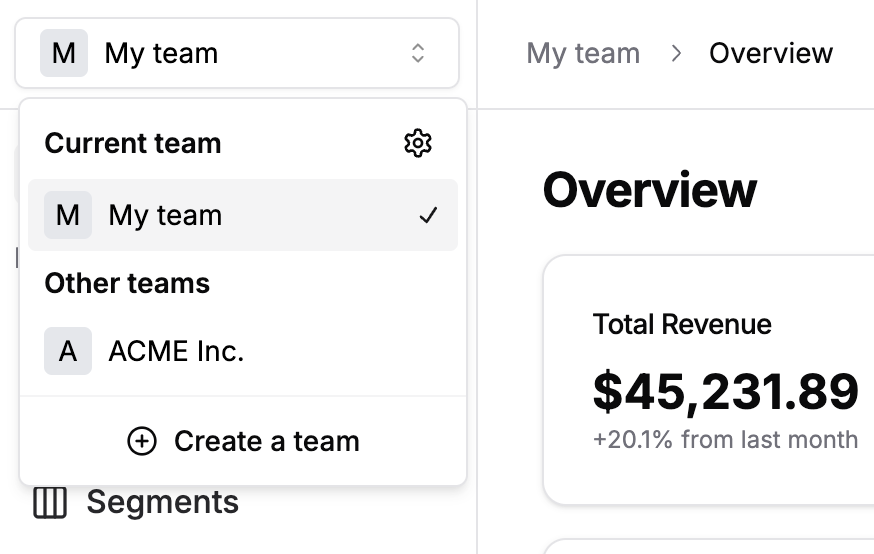 M My team
Current team
M My team
Other teams
A ACME Inc.
Create a team
Segments
My team > Overview
Overview
Total Revenue
$45,231.89
+20.1% from last month